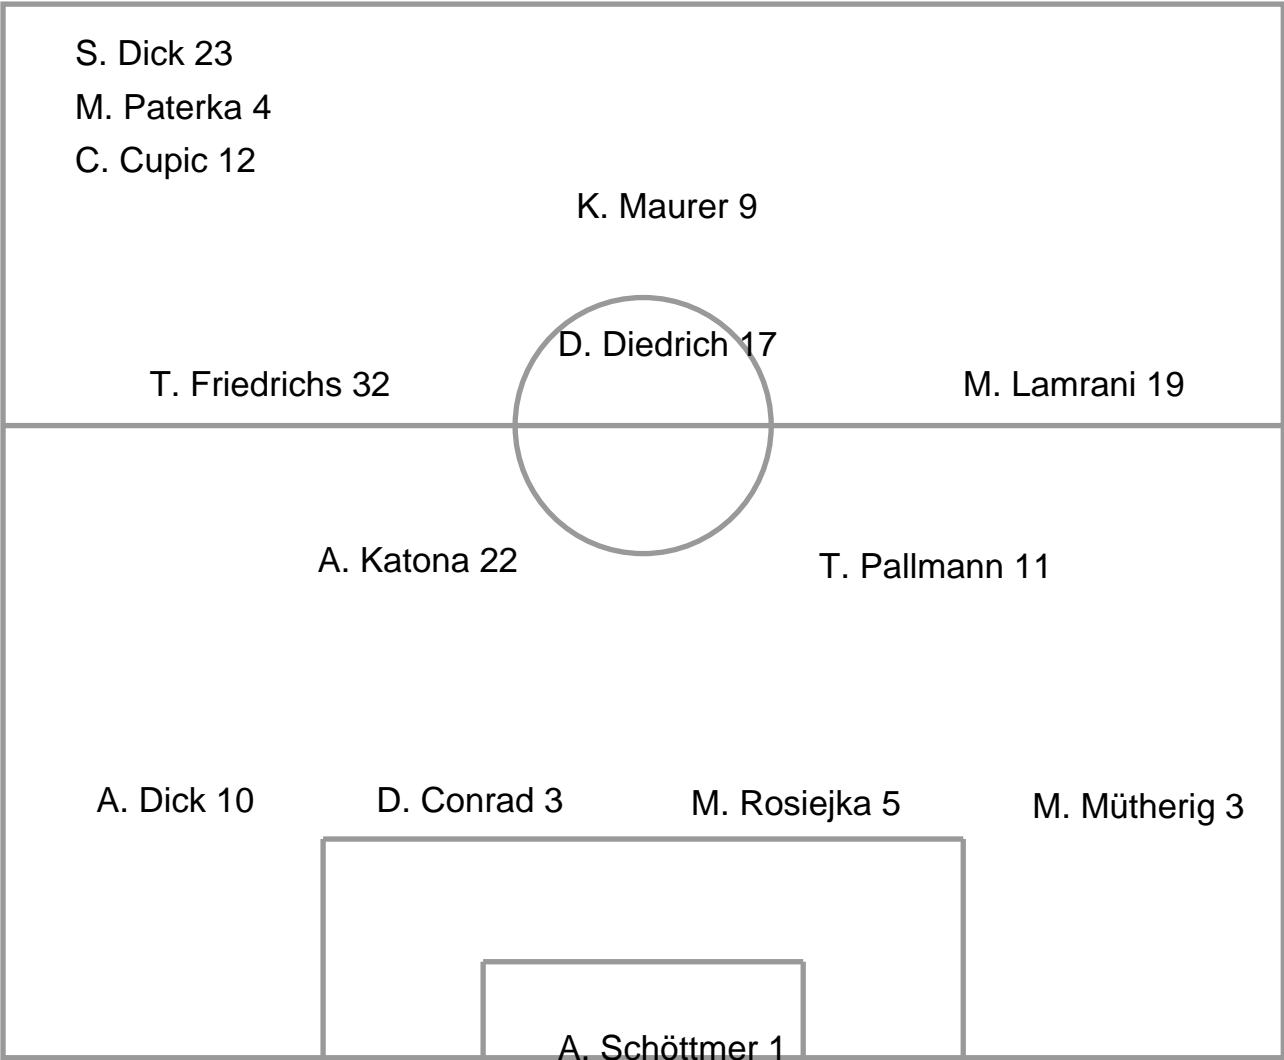 S. Dick 23
M. Paterka 4
C. Cupic 12
K. Maurer 9
D. Diedrich 17
T. Friedrichs 32
M. Lamrani 19
A. Katona 22
T. Pallmann 11
A. Dick 10
D. Conrad 3
M. Rosiejka 5
M. Mütherig 3
A. Schöttmer 1